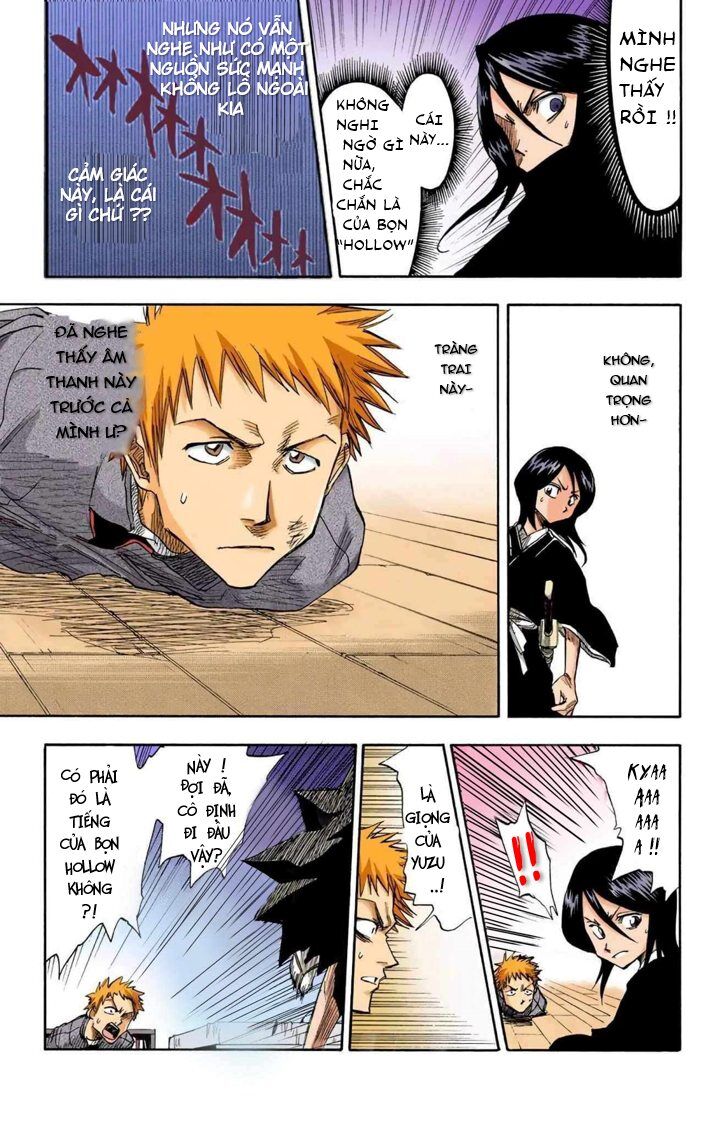 MÌNH
NGHE
THẤY
RỒI !!
CÁI
NÀY...
KHÔNG
NGHI
NGỜ GÌ
NỮA,
CHẮC
CHẮN LÀ
CỦA BỌN
“HOLLOW”
NHƯNG NÓ VẪN
NGHE NHƯ CÓ MỘT
NGUỒN SỨC MẠNH
KHỔNG LỒ NGOÀI
KIA
CẢM GIÁC
NÀY, LÀ CÁI
GÌ CHỨ ??
KHÔNG,
QUAN
TRỌNG
HƠN-
TRÀNG
TRAI
NÀY-
ĐÃ NGHE
THẤY ÂM
THANH NÀY
TRƯỚC CẢ
MÌNH Ư?
KYAA
AAA
AAA
A !!
!!
LÀ
GIỌNG
CỦA
YUZU
..!
NÀY !
ĐỢI ĐÃ,
CÔ ĐỊNH
ĐI ĐÂU
VẬY?
CÓ PHẢI
ĐÓ LÀ
TIẾNG
CỦA BỌN
HOLLOW
KHÔNG
?!